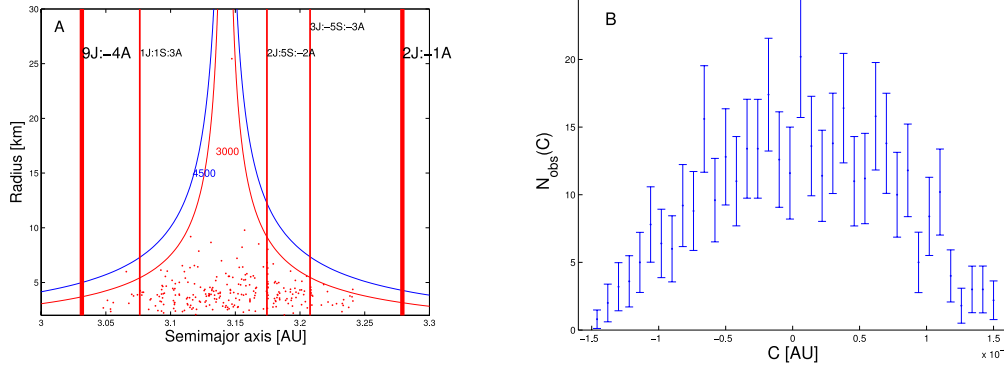 A
9J:−4A
1J:1S:3A
2J:5S:−2A
3J:−5S:−3A
2J:−1A
3000
4500
30
25
20
15
10
5
Radius [km]
3
3.05
3.1
3.15
3.2
3.25
3.3
Semimajor axis [AU]
B
20
15
10
5
0
N_obs(C)
−1.5
−1
−0.5
0
0.5
1
1.5
C [AU]